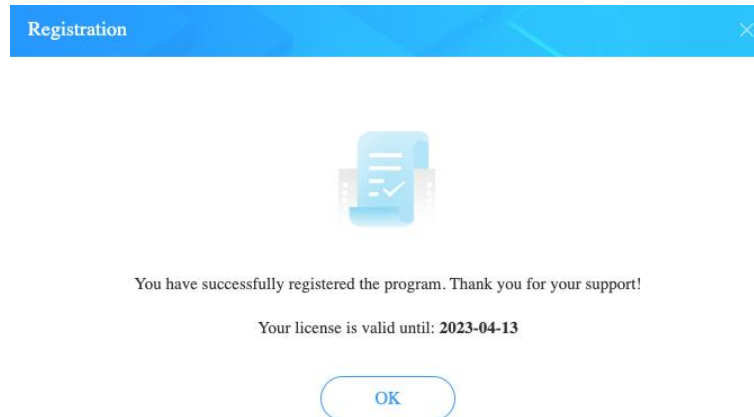 Registration
You have successfully registered the program. Thank you for your support!
Your license is valid until: 2023-04-13
OK